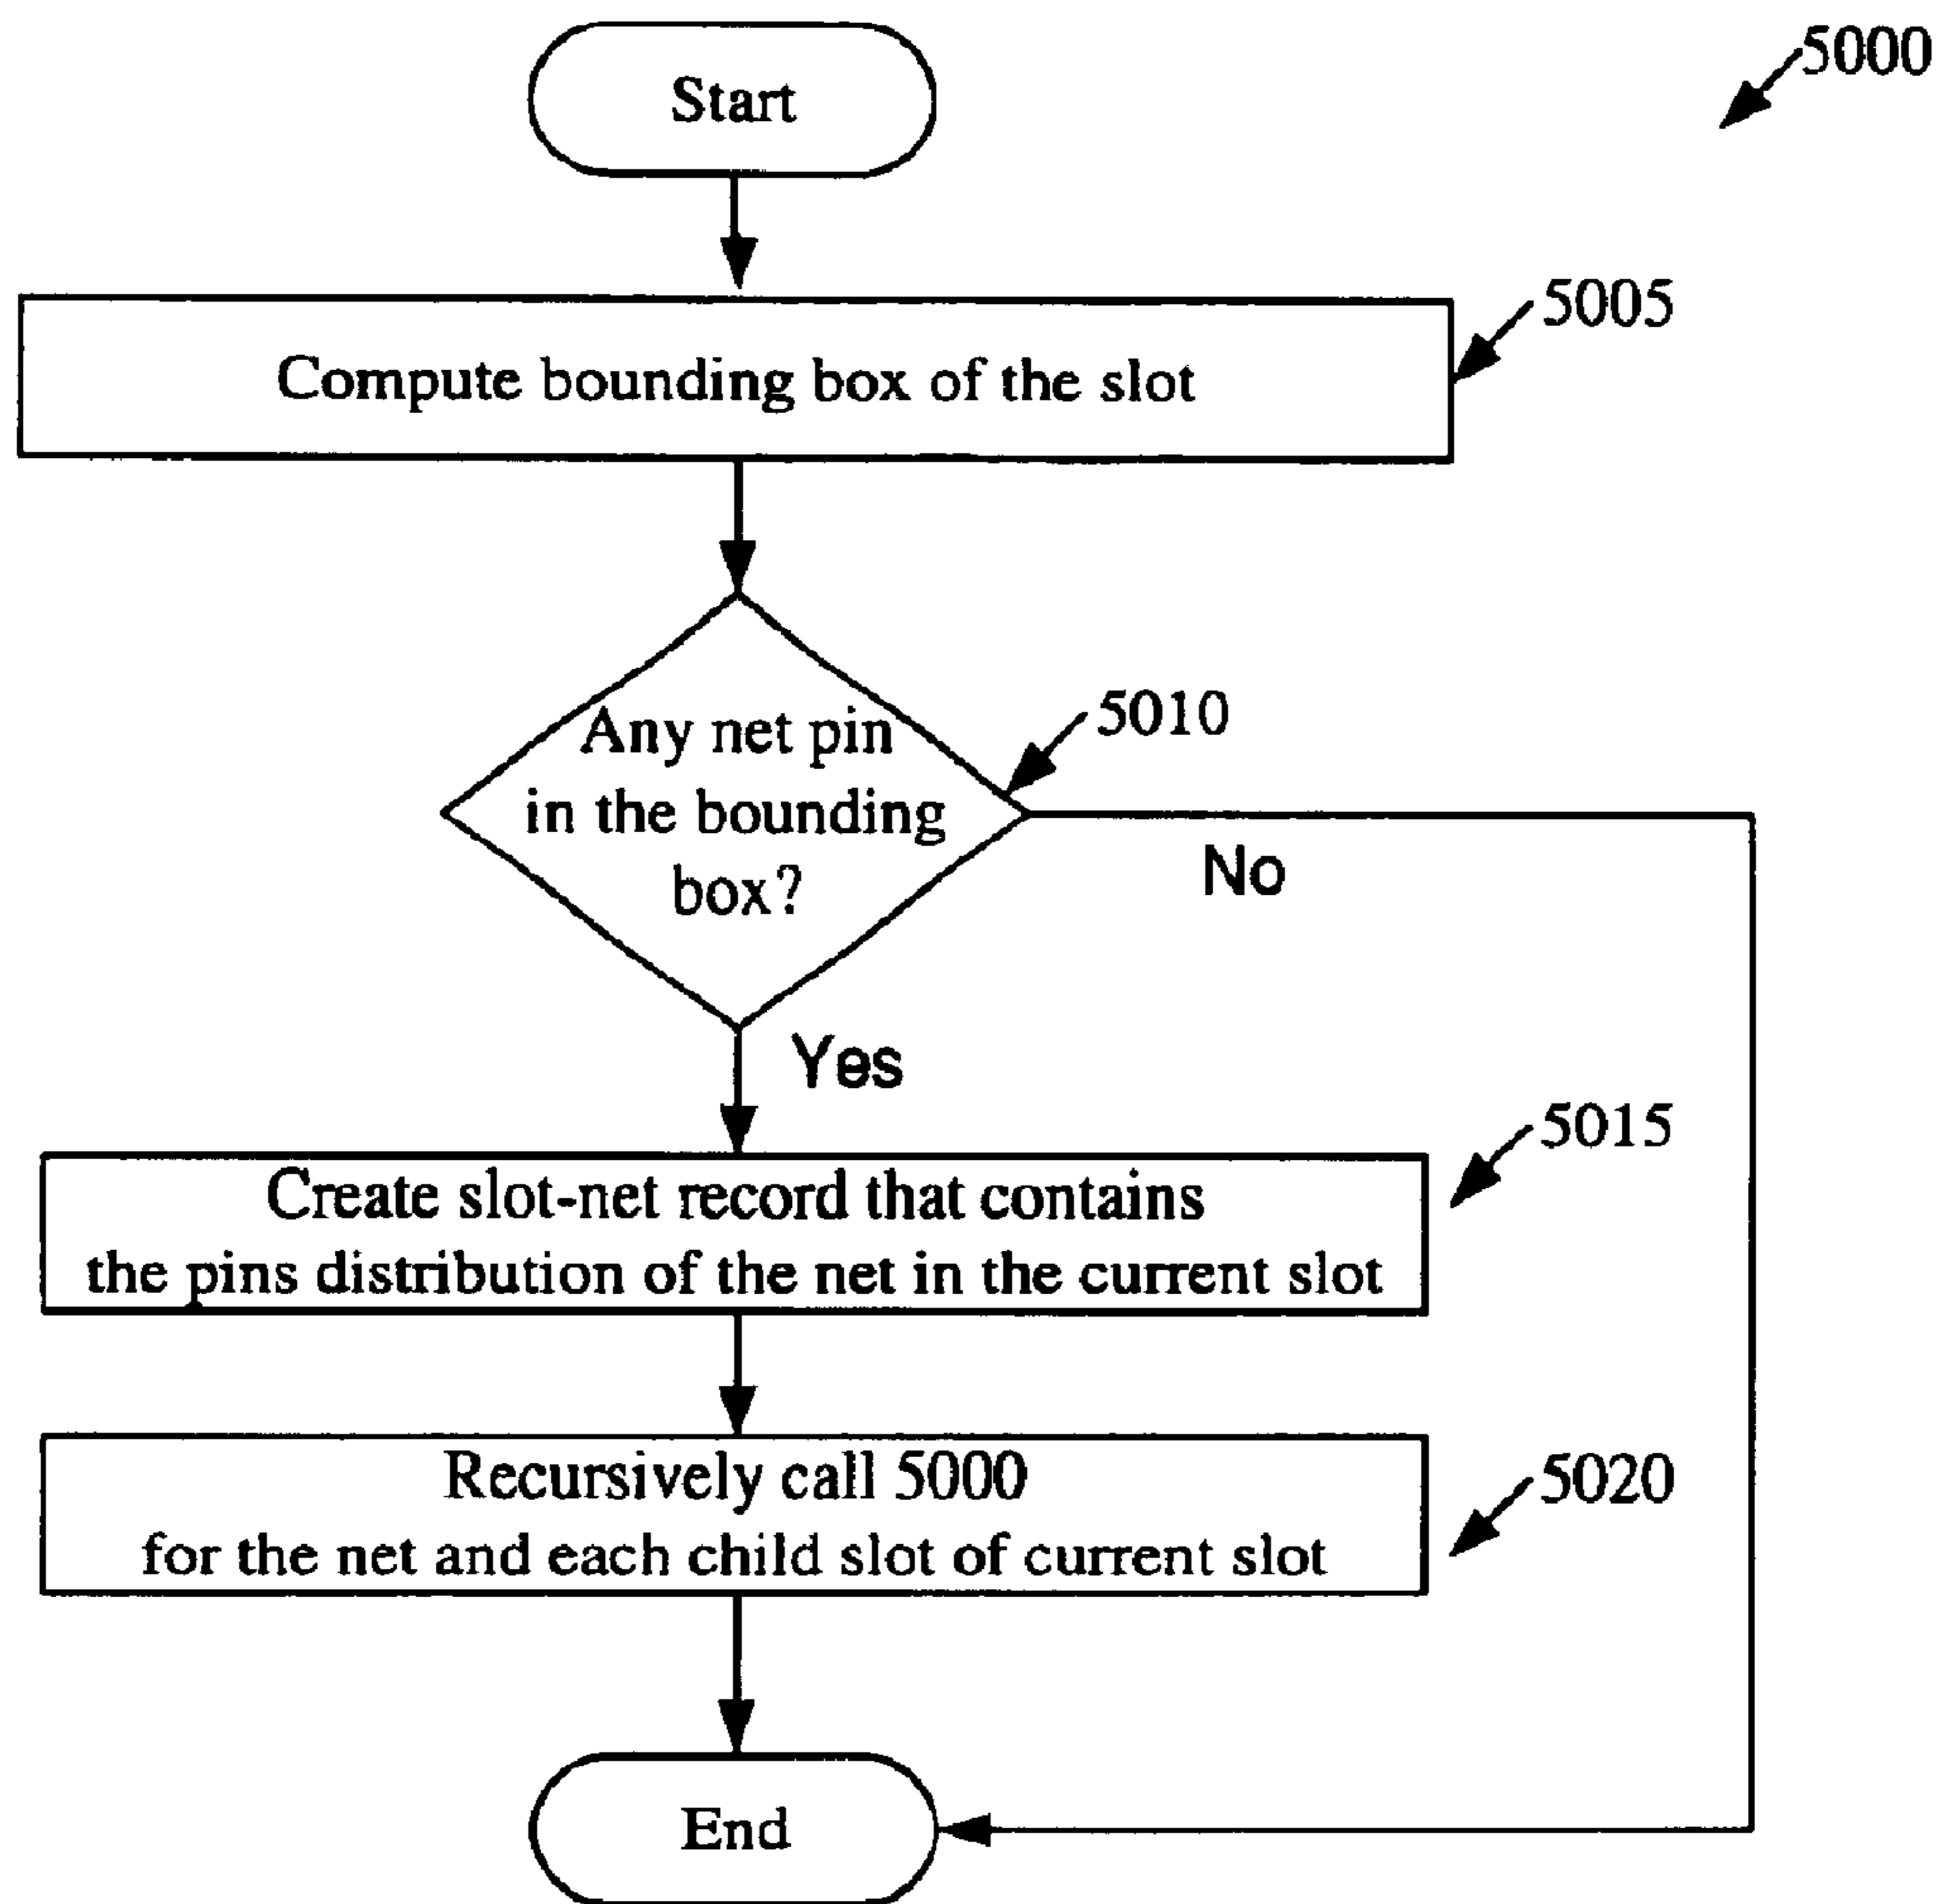 Start
5000
5005
Compute bounding box of the slot
5010
Any net pin
in the bounding
box?
No
Yes
5015
Create slot-net record that contains
the pins distribution of the net in the current slot
5020
Recursively call 5000
for the net and each child slot of current slot
End